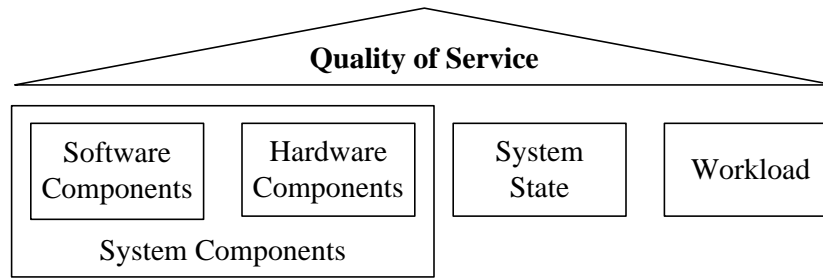 Quality of Service
Software
Components
Hardware
Components
System
State
Workload
System Components